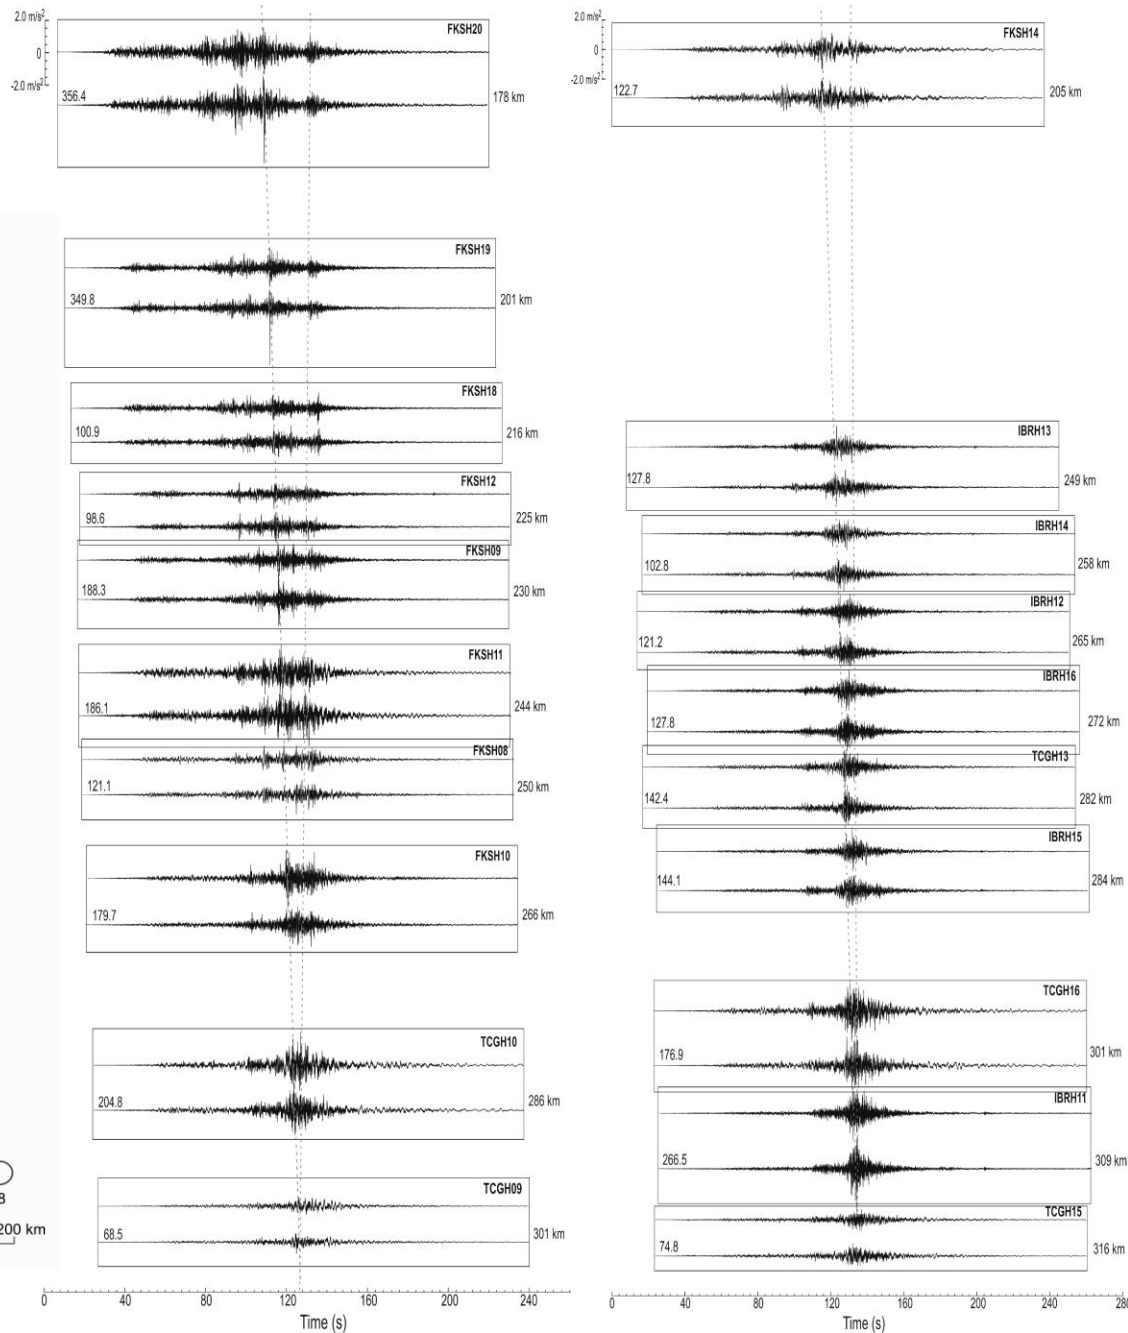 2.0 m/s²
0
-2.0 m/s²
FKSH20
356.4
178 km
FKSH19
349.8
201 km
FKSH18
100.9
216 km
FKSH12
98.6
225 km
FKSH09
188.3
230 km
FKSH11
186.1
244 km
FKSH08
121.1
250 km
FKSH10
179.7
266 km
TCGH10
204.8
286 km
TCGH09
68.5
301 km
8
200 km
0 40 80 120 160 200 240
Time (s)
2.0 m/s²
0
-2.0 m/s²
FKSH14
122.7
205 km
IBRH13
127.8
249 km
IBRH14
102.8
258 km
IBRH12
121.2
265 km
IBRH16
127.8
272 km
TCGH13
142.4
282 km
IBRH15
144.1
284 km
TCGH16
176.9
301 km
IBRH11
266.5
309 km
TCGH15
74.8
316 km
0 40 80 120 160 200 240 280
Time (s)